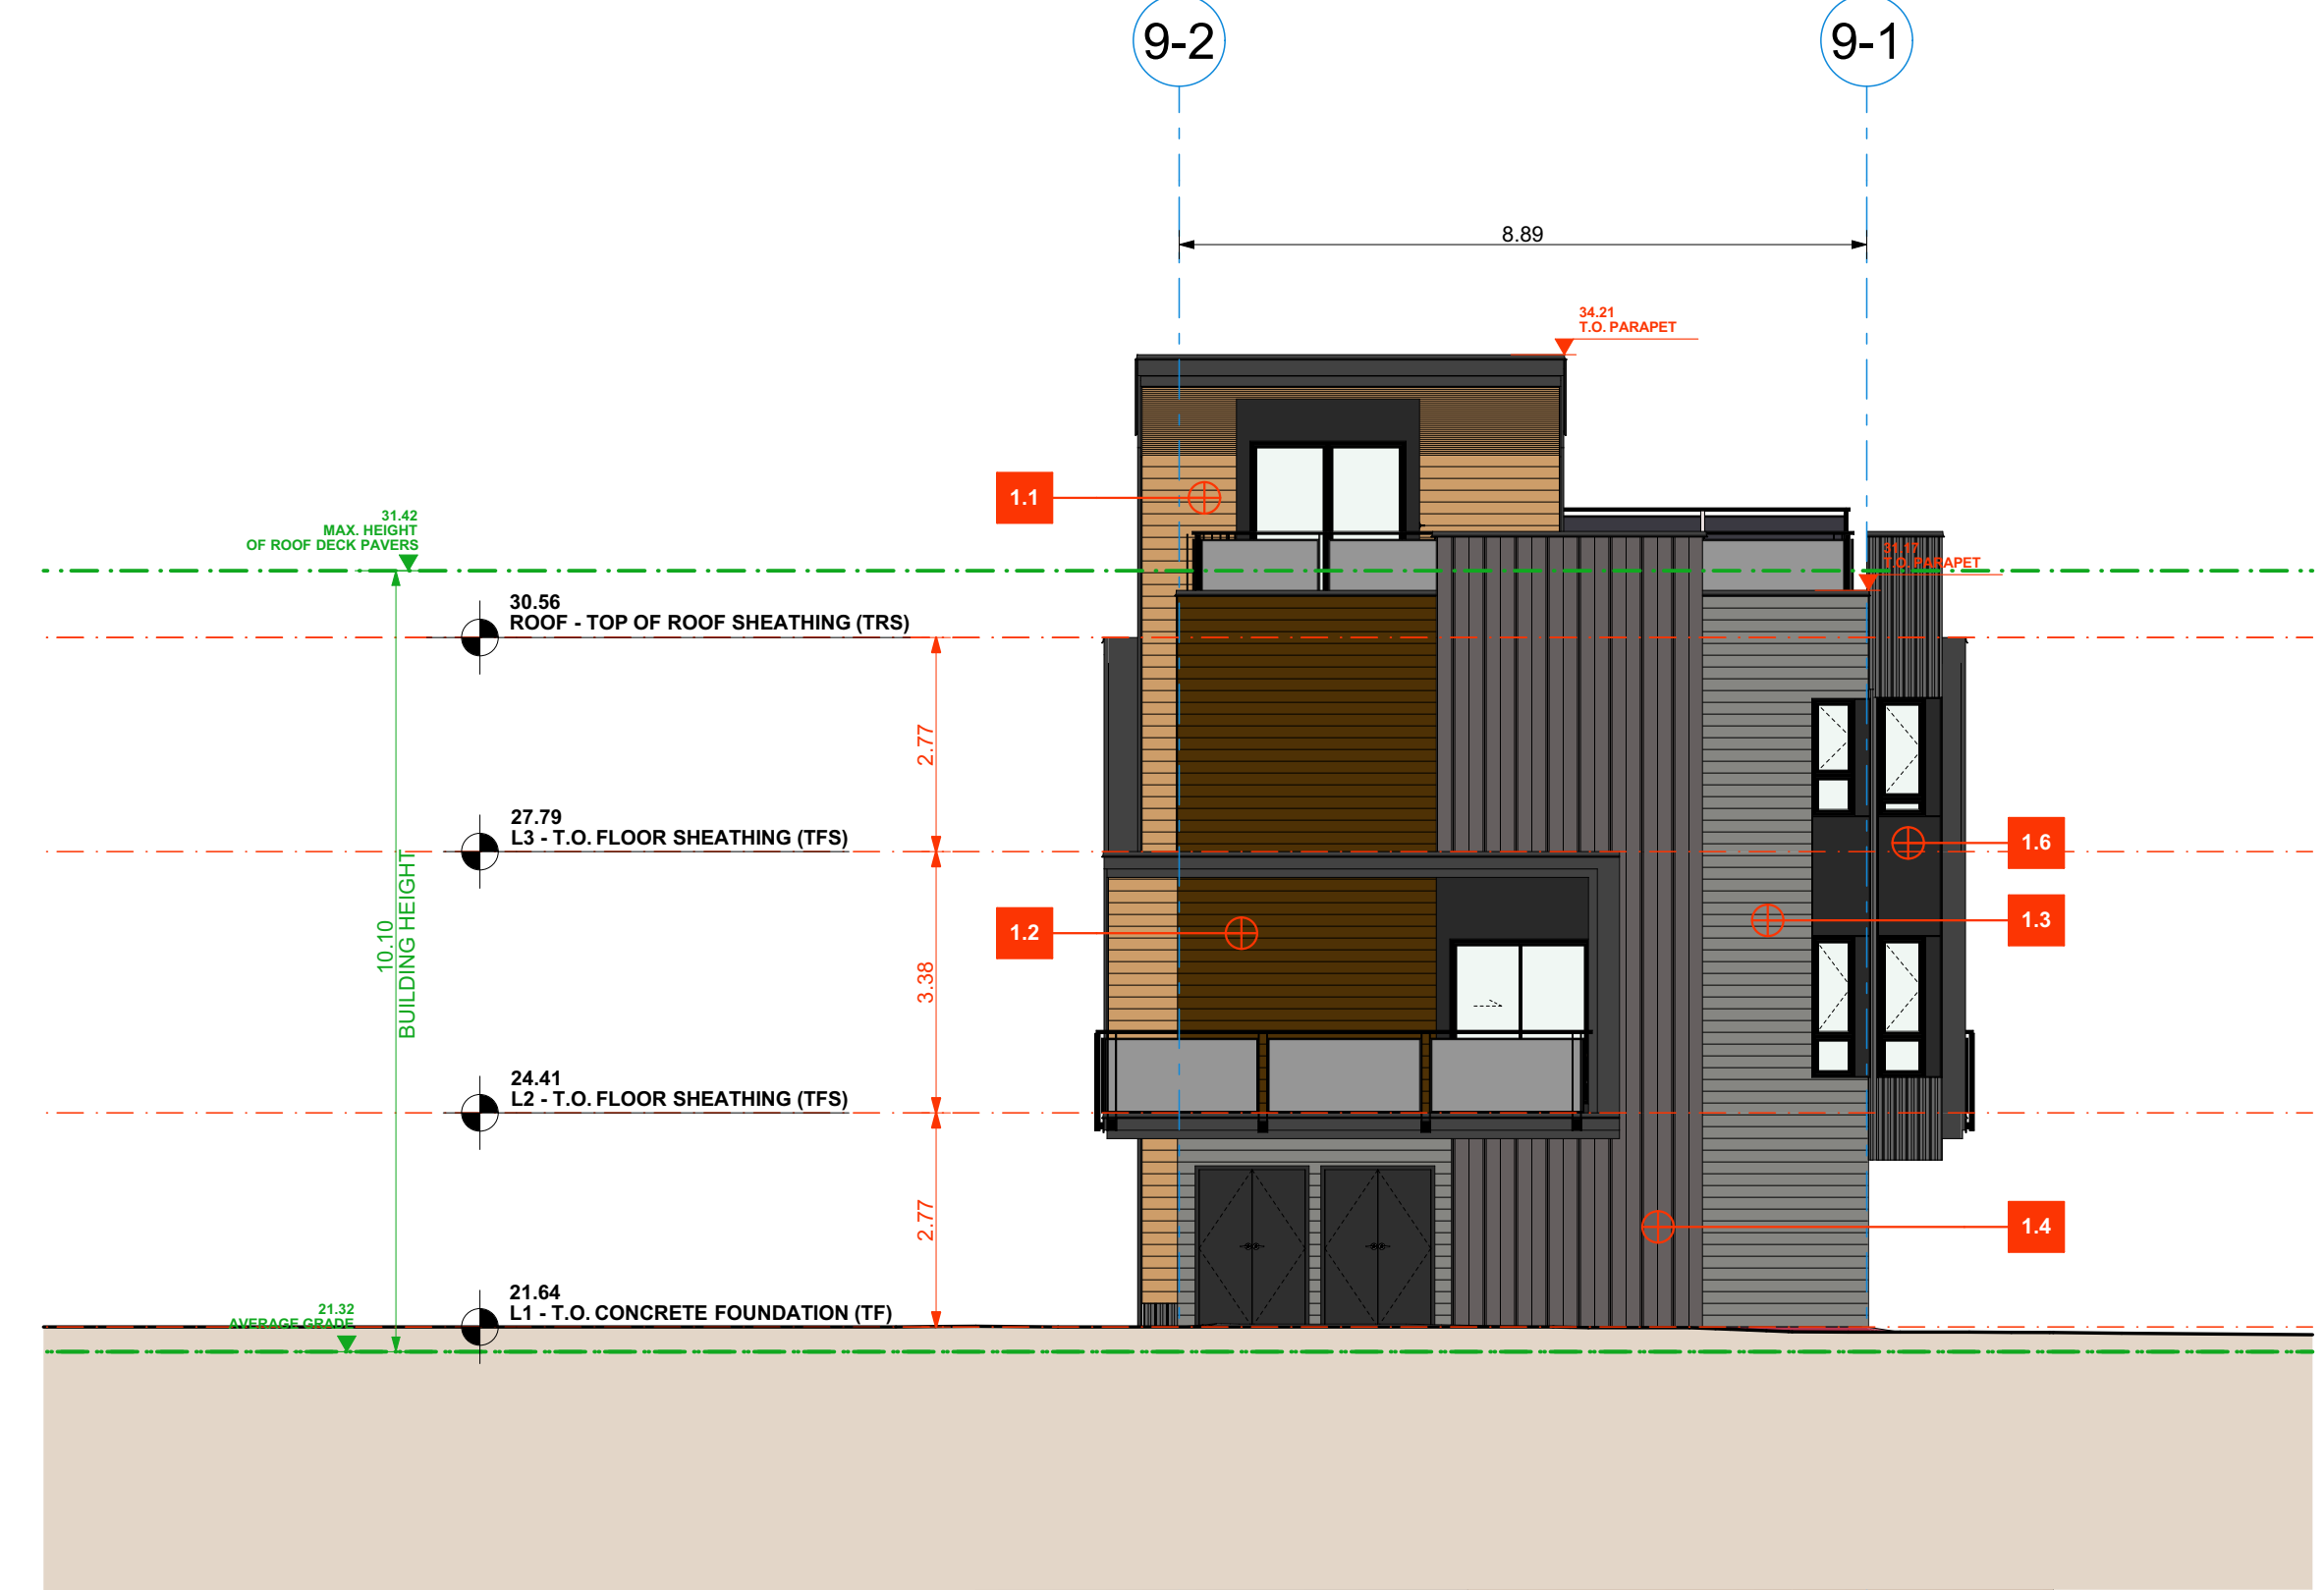 9-2
9-1
8.89
34.21
T.O. PARAPET
1.1
31.42
MAX. HEIGHT
OF ROOF DECK PAVERS
31.17
T.O. PARAPET
30.56
ROOF - TOP OF ROOF SHEATHING (TRS)
2.77
27.79
L3 - T.O. FLOOR SHEATHING (TFS)
1.6
10.10
BUILDING HEIGHT
1.2
1.3
3.38
24.41
L2 - T.O. FLOOR SHEATHING (TFS)
2.77
1.4
21.64
L1 - T.O. CONCRETE FOUNDATION (TF)
21.32
AVERAGE GRADE